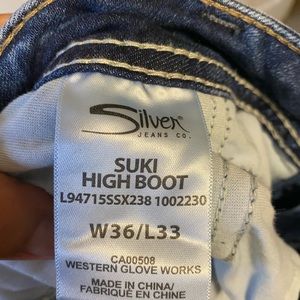 Silver
JEANS CO.
SUKI
HIGH BOOT
L94715SSX238 1002230
W36/L33
CA00508
WESTERN GLOVE WORKS
MADE IN CHINA/
FABRIQUÉ EN CHINE